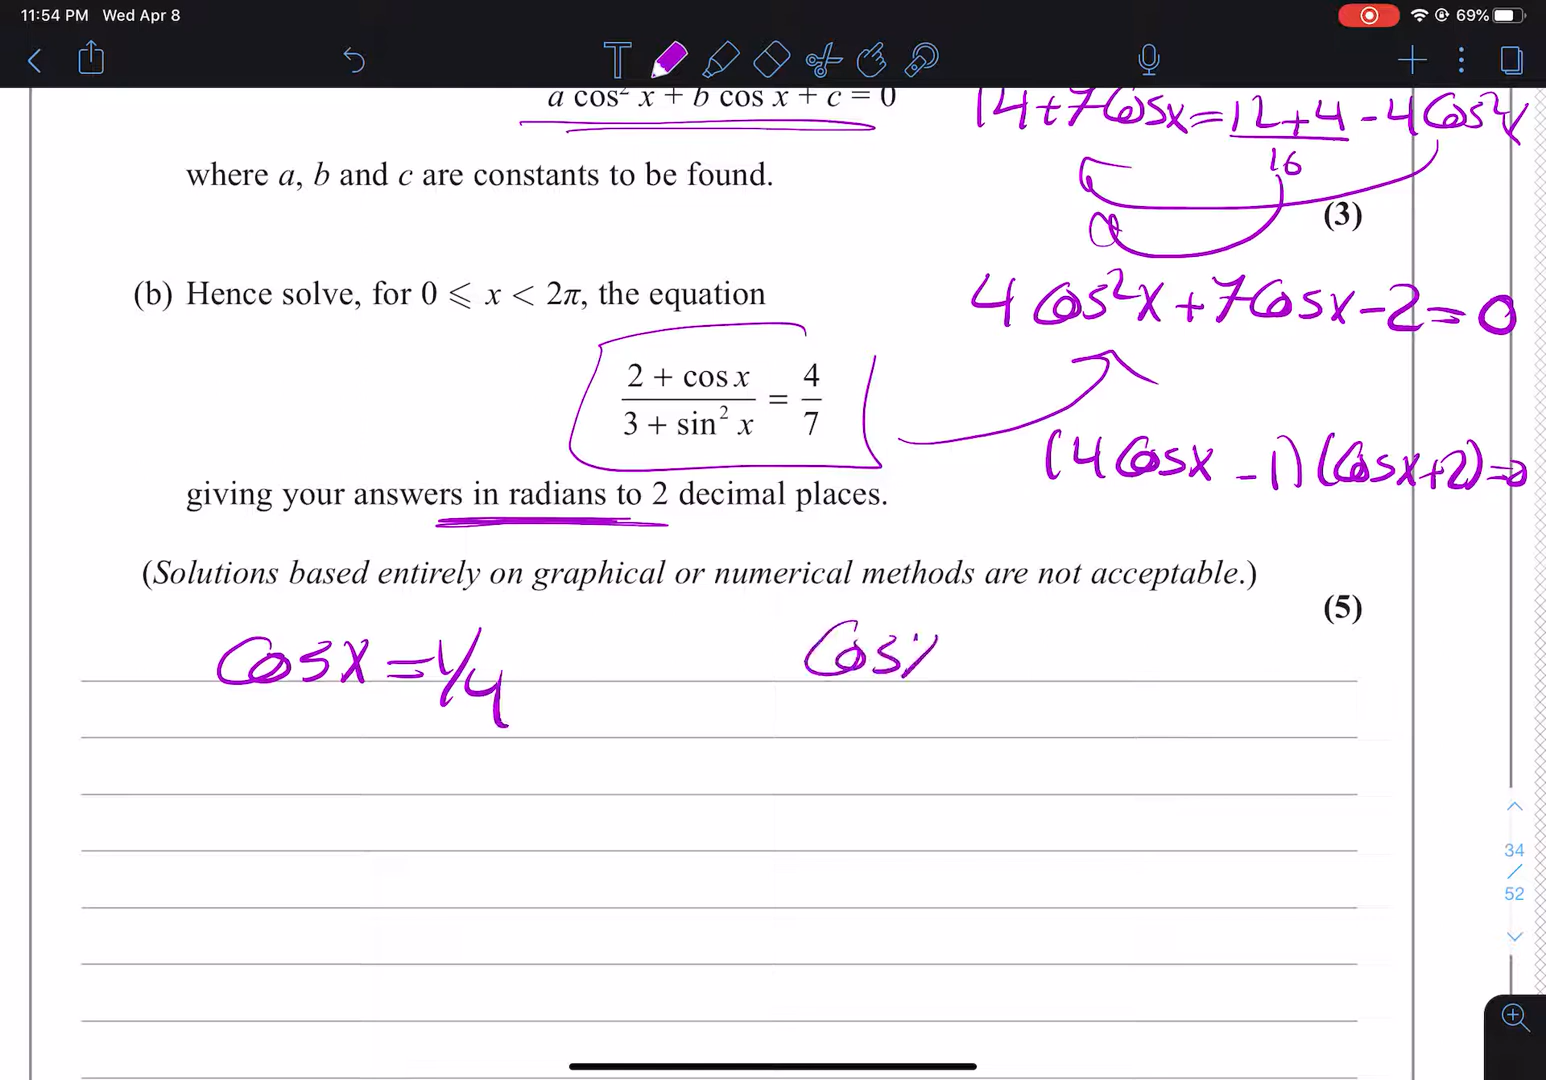 11:54 PM Wed Apr 8
69%
T
a cos² x + b cos x + c = 0
14+7Cosx=12+4-4Cos²x
16
where a, b and c are constants to be found.
(3)
(b) Hence solve, for 0 ⩽ x < 2π, the equation
4 Cos²x+7Cosx-2=0
2 + cos x
3 + sin² x
=
4
7
(4Cosx -1)(Cosx+2)=0
giving your answers in radians to 2 decimal places.
(Solutions based entirely on graphical or numerical methods are not acceptable.)
(5)
Cosx =1/4
Cosx
34
52